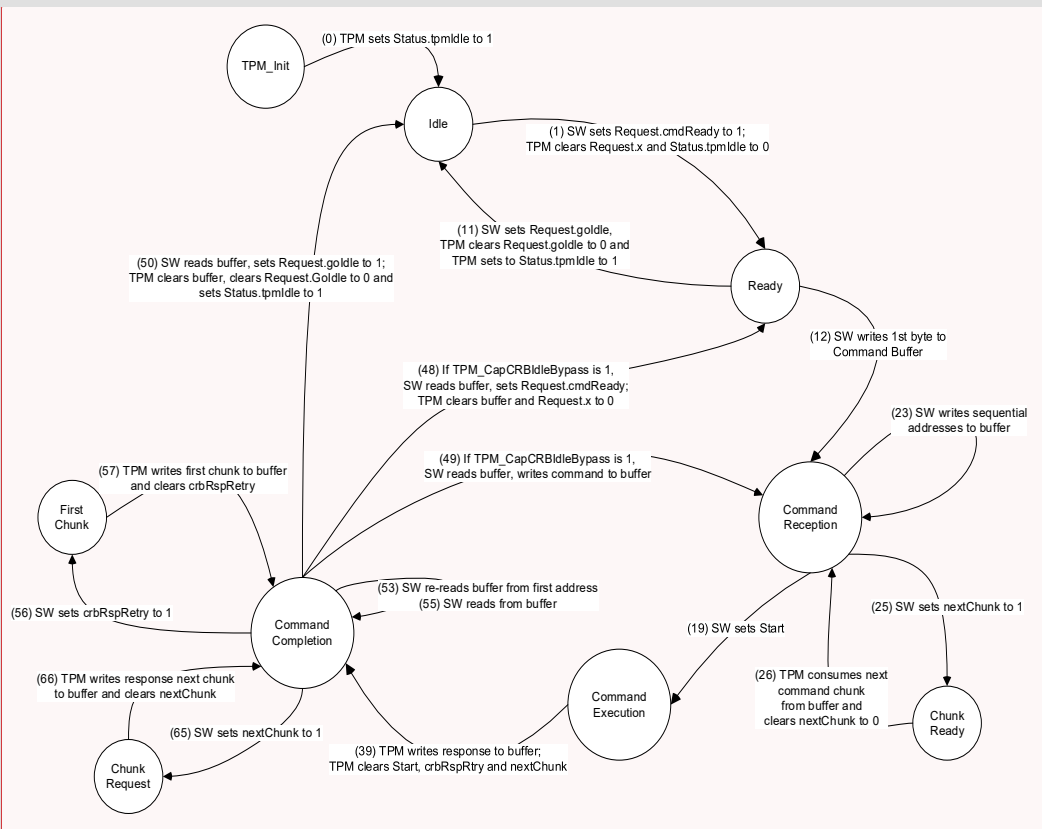 (0) TPM sets Status.tpmIdle to 1
TPM_Init
Idle
(1) SW sets Request.cmdReady to 1;
TPM clears Request.x and Status.tpmIdle to 0
(11) SW sets Request.goIdle,
TPM clears Request.goIdle to 0 and
TPM sets to Status.tpmIdle to 1
(50) SW reads buffer, sets Request.goIdle to 1;
TPM clears buffer, clears Request.GoIdle to 0 and
sets Status.tpmIdle to 1
Ready
(12) SW writes 1st byte to
Command Buffer
(48) If TPM_CapCRBIdleBypass is 1,
SW reads buffer, sets Request.cmdReady;
TPM clears buffer and Request.x to 0
(23) SW writes sequential
addresses to buffer
(49) If TPM_CapCRBIdleBypass is 1,
SW reads buffer, writes command to buffer
(57) TPM writes first chunk to buffer
and clears crbRspRetry
First
Chunk
Command
Reception
(53) SW re-reads buffer from first address
(55) SW reads from buffer
(56) SW sets crbRspRetry to 1
(25) SW sets nextChunk to 1
Command
Completion
(19) SW sets Start
(66) TPM writes response next chunk
to buffer and clears nextChunk
(26) TPM consumes next
command chunk
from buffer and
clears nextChunk to 0
Command
Execution
Chunk
Ready
(65) SW sets nextChunk to 1
(39) TPM writes response to buffer;
TPM clears Start, crbRspRtry and nextChunk
Chunk
Request